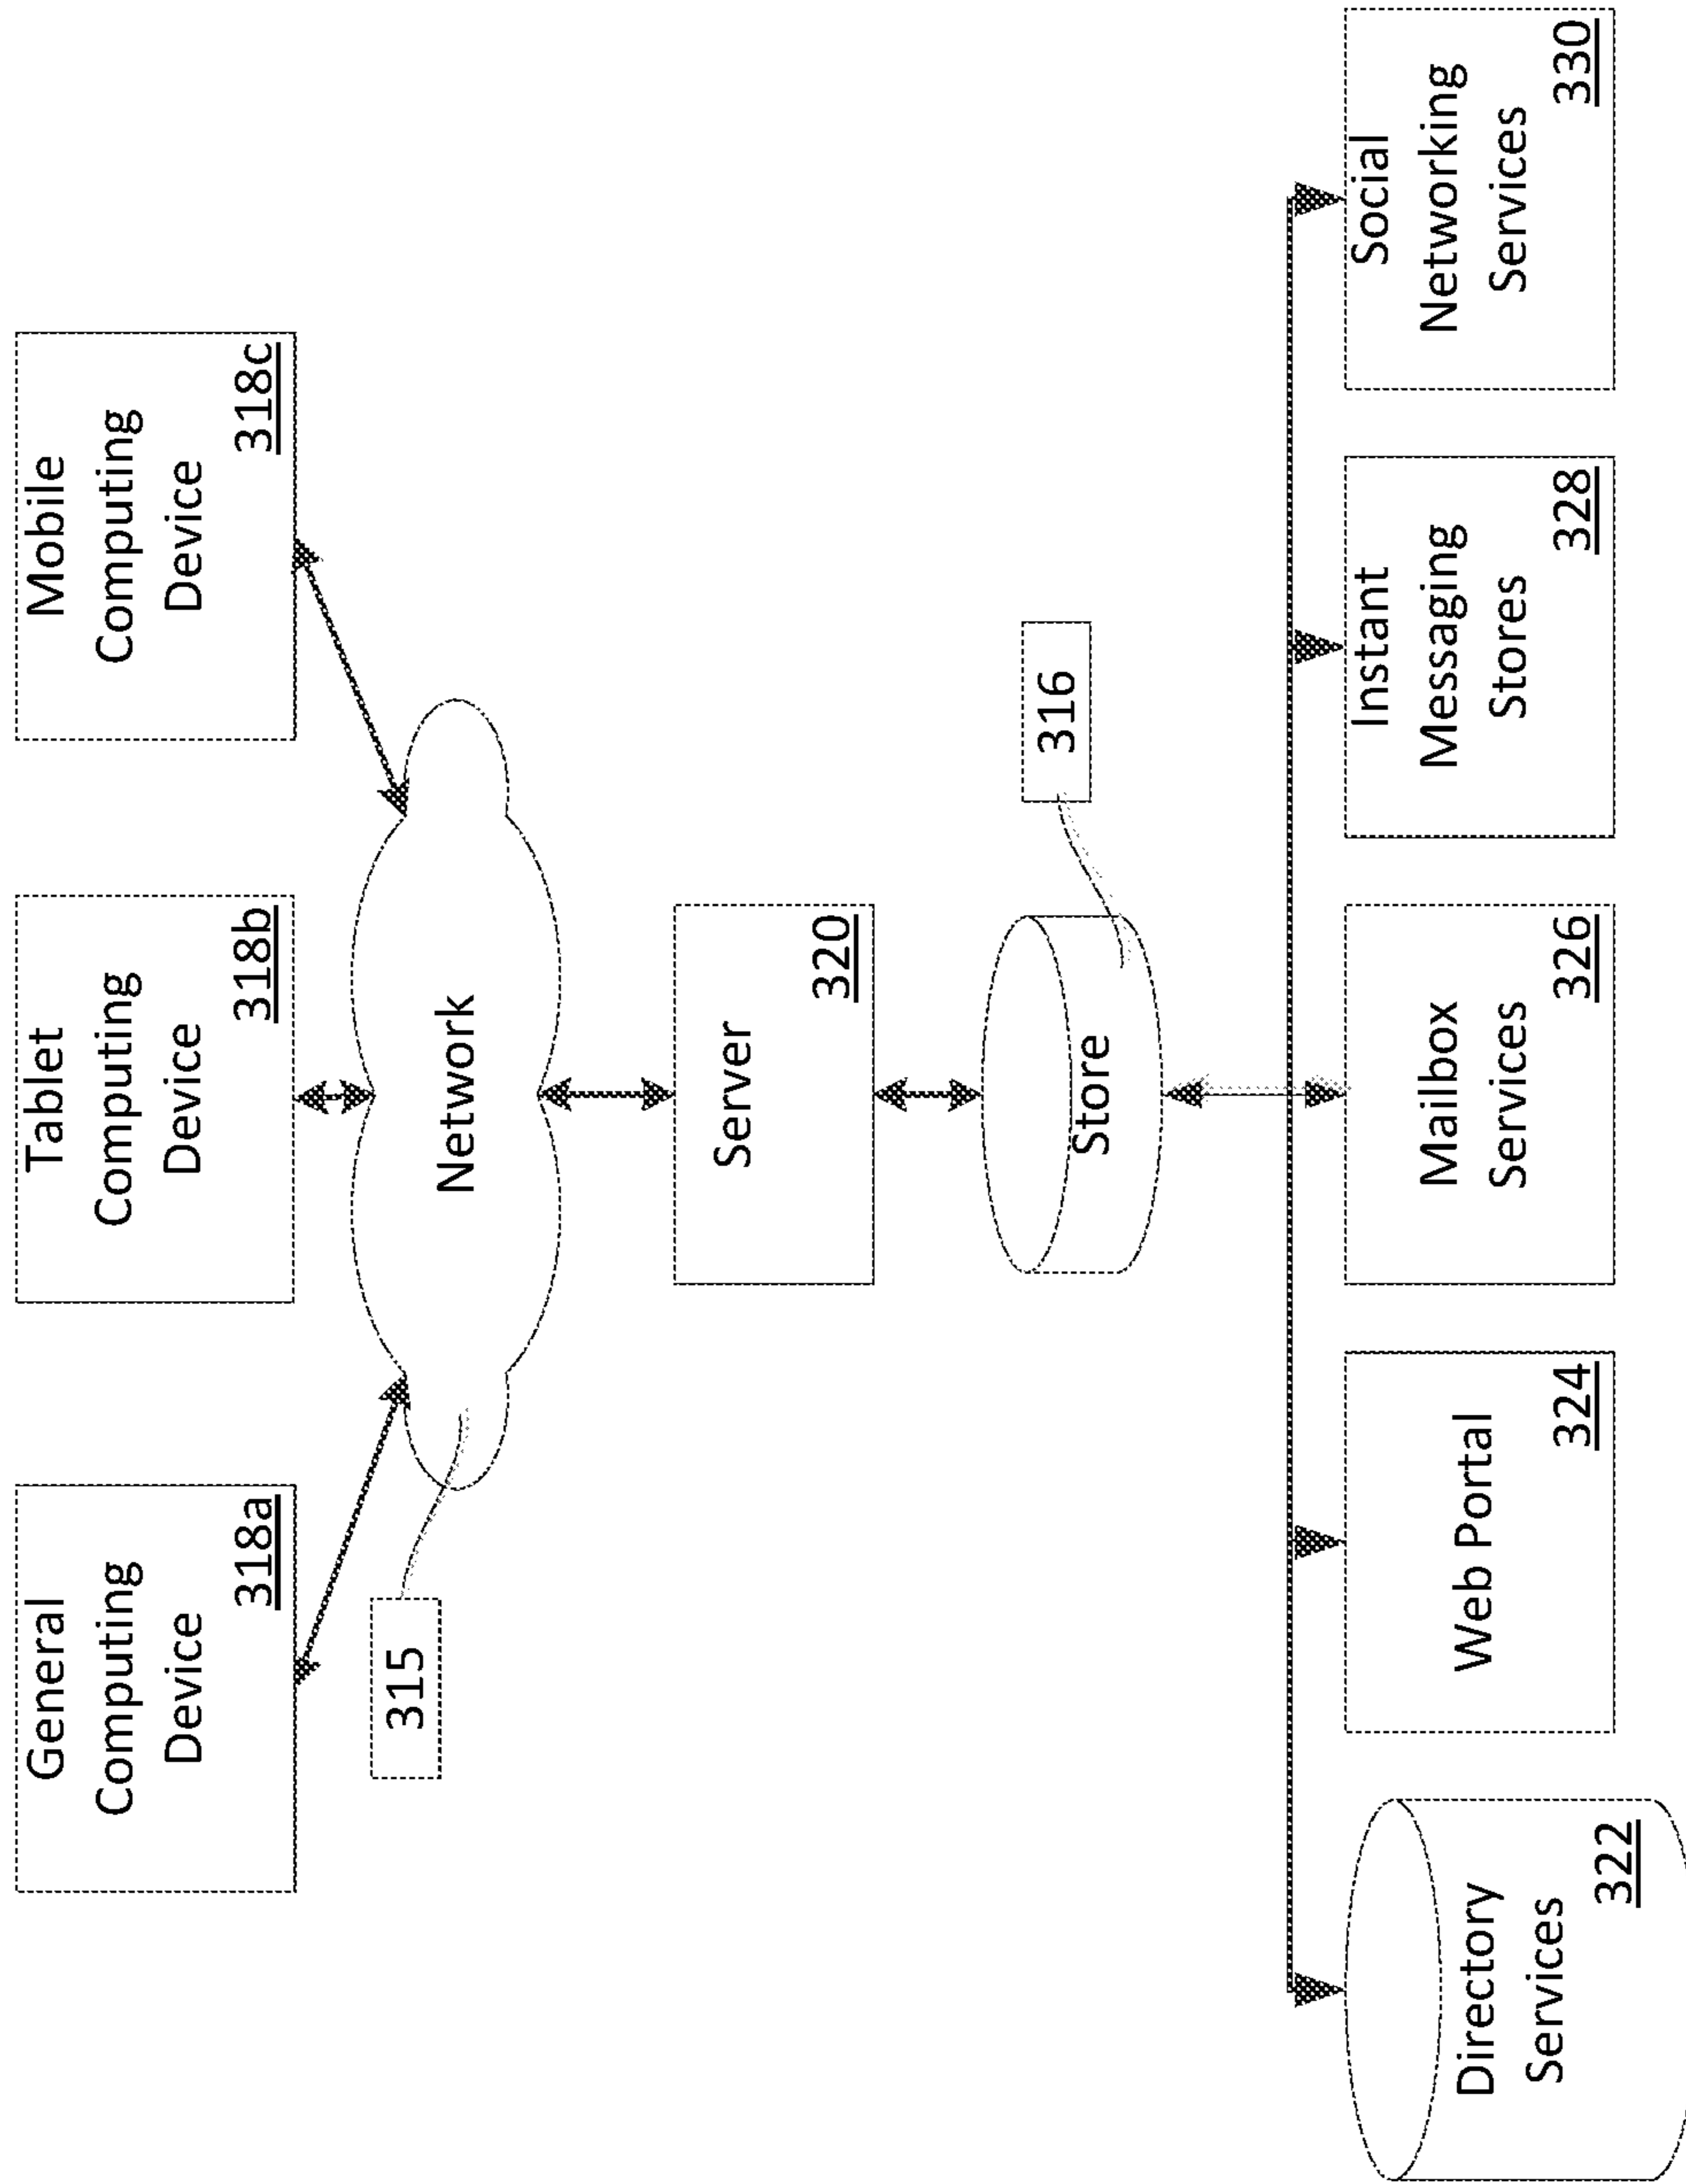 General
Computing
Device
318a
Tablet
Computing
Device
318b
Mobile
Computing
Device
318c
315
Network
Server
320
Store
316
Directory
Services
322
Web Portal
324
Mailbox
Services
326
Instant
Messaging
Stores
328
Social
Networking
Services
330